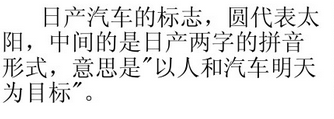 日产汽车的标志，圆代表太
阳，中间的是日产两字的拼音
形式，意思是"以人和汽车明天
为目标"。